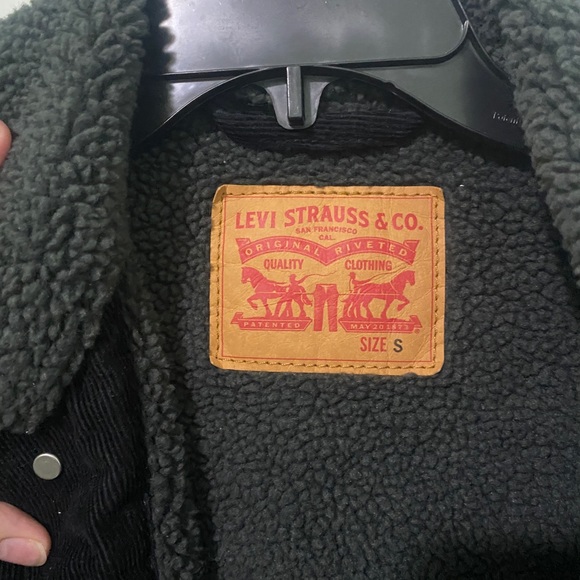 LEVI STRAUSS & CO.
SAN FRANCISCO
CAL.
ORIGINAL RIVETED
QUALITY CLOTHING
PATENTED MAY 20 1873
SIZE S